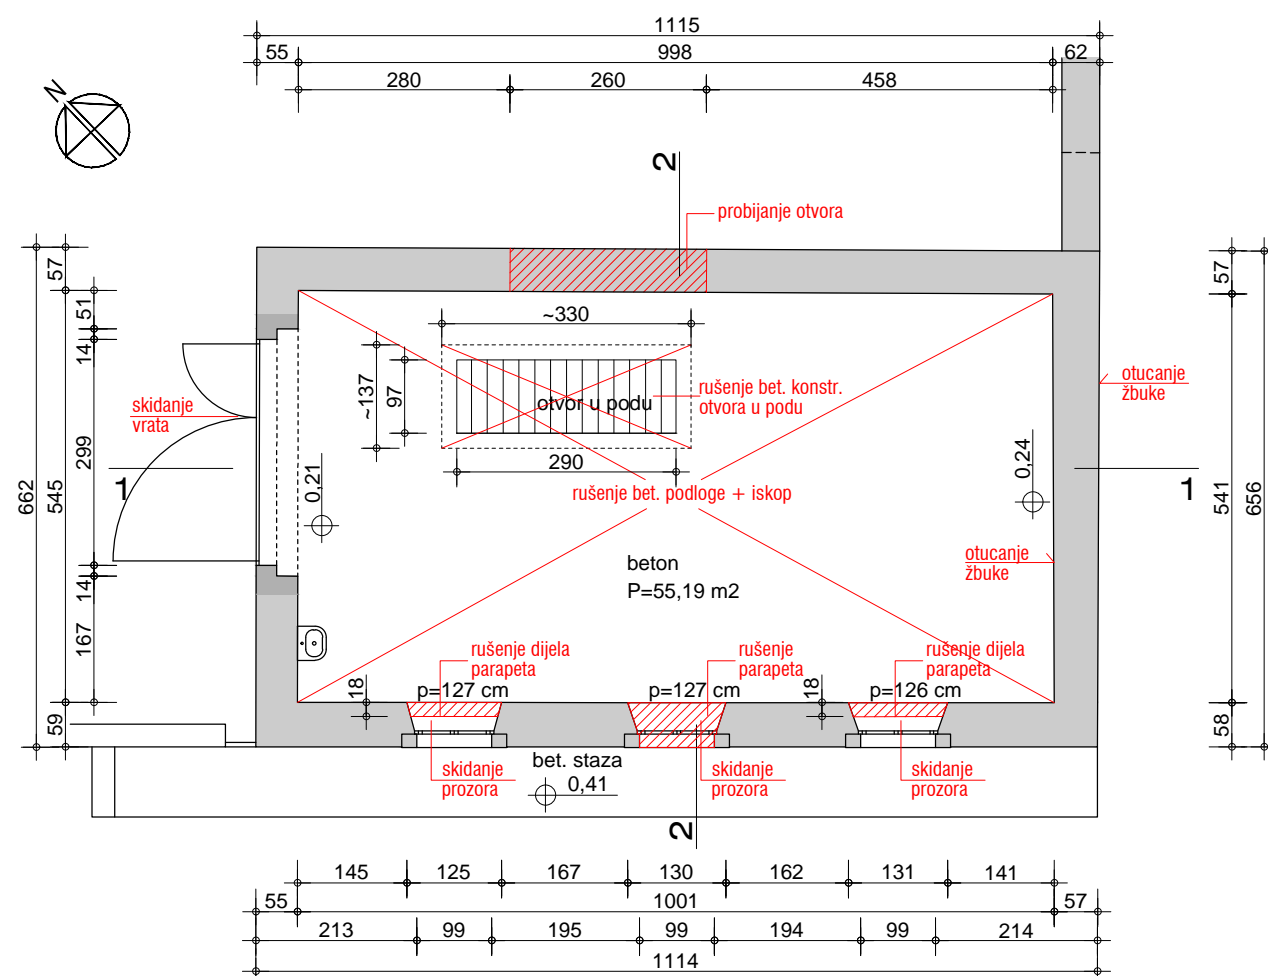 1115
55 998 62
280 260 458
N
2
probijanje otvora
57
57
51
14
299
14
167
59
545
662
~330
~137
97
otvor u podu
rušenje bet. konstr.
otvora u podu
290
skidanje
vrata
otucanje
žbuke
1
1
0,21
0,24
rušenje bet. podloge + iskop
541
656
58
beton
P=55,19 m2
otucanje
žbuke
rušenje dijela
parapeta
rušenje
parapeta
rušenje dijela
parapeta
18
p=127 cm
p=127 cm
18
p=126 cm
bet. staza
0,41
skidanje
prozora
skidanje
prozora
skidanje
prozora
2
145 125 167 130 162 131 141
55 1001 57
213 99 195 99 194 99 214
1114